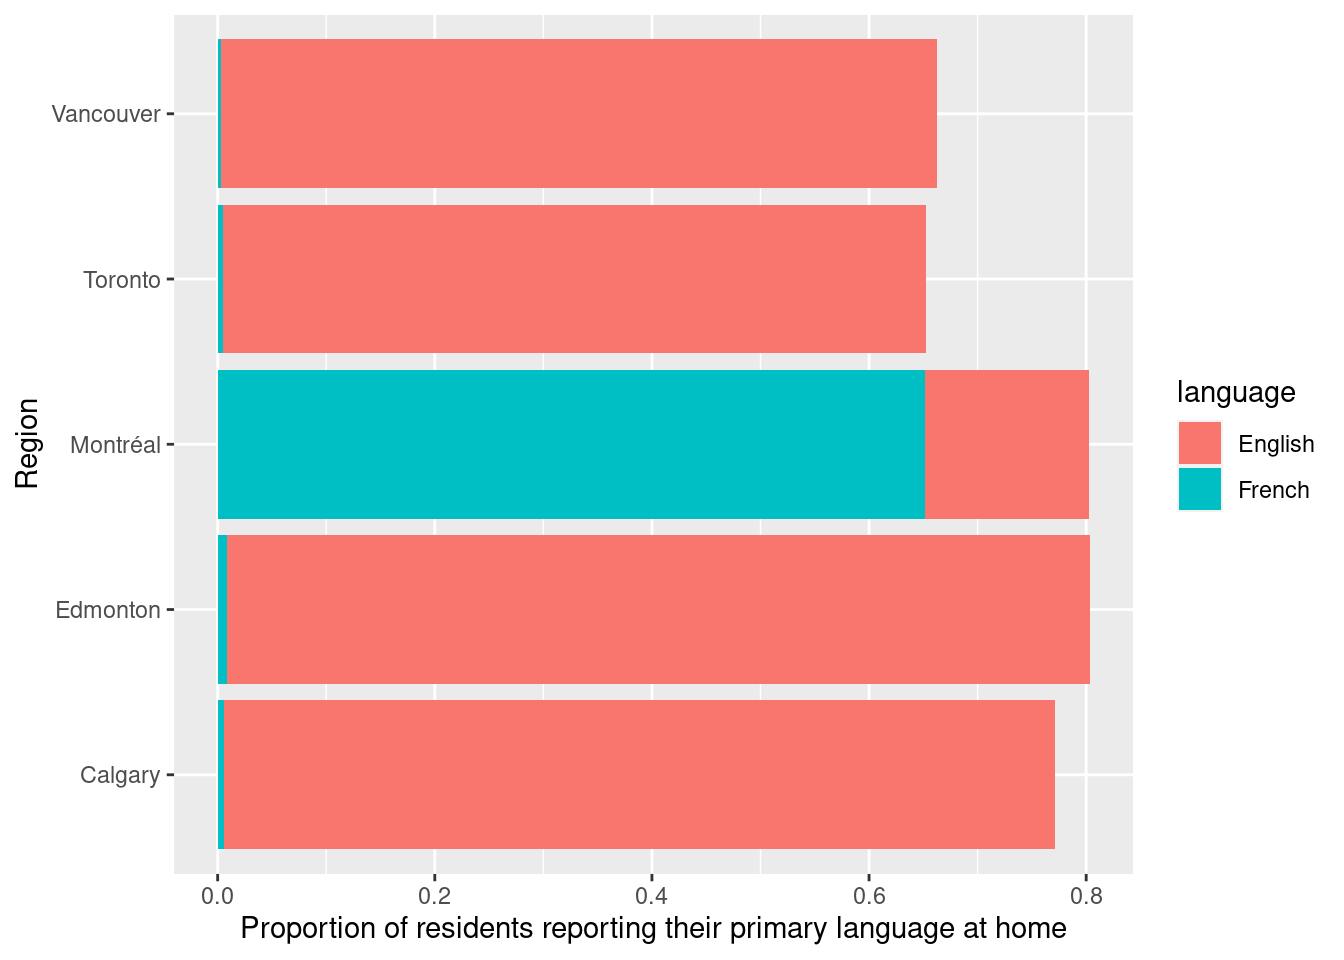 Vancouver
Toronto
Montréal
Edmonton
Calgary
Region
0.0 0.2 0.4 0.6 0.8
Proportion of residents reporting their primary language at home
language
English
French